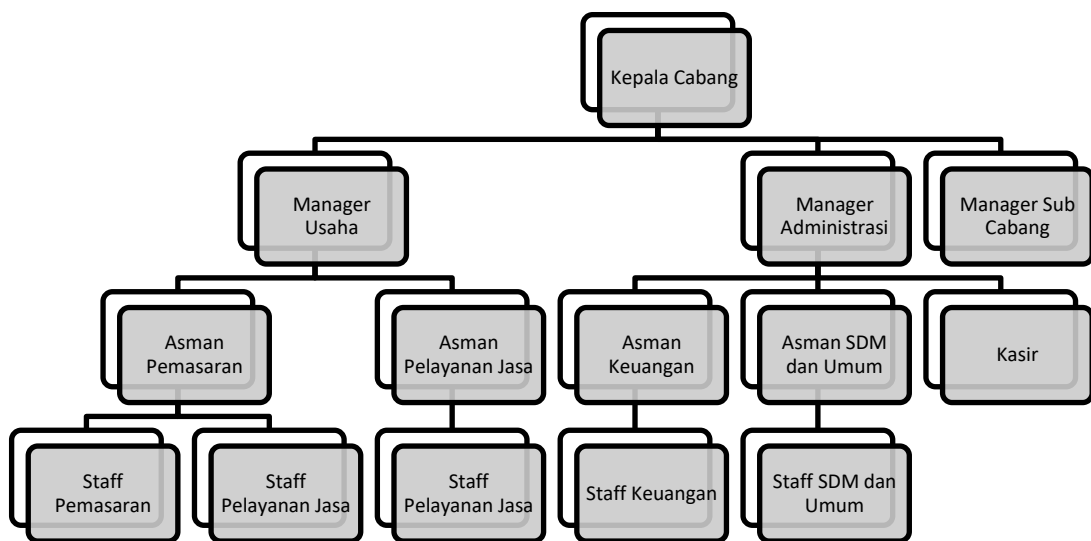 Kepala Cabang
Manager
Usaha
Manager
Administrasi
Manager Sub
Cabang
Asman
Pemasaran
Asman
Pelayanan Jasa
Asman
Keuangan
Asman SDM
dan Umum
Kasir
Staff
Pemasaran
Staff
Pelayanan Jasa
Staff
Pelayanan Jasa
Staff Keuangan
Staff SDM dan
Umum